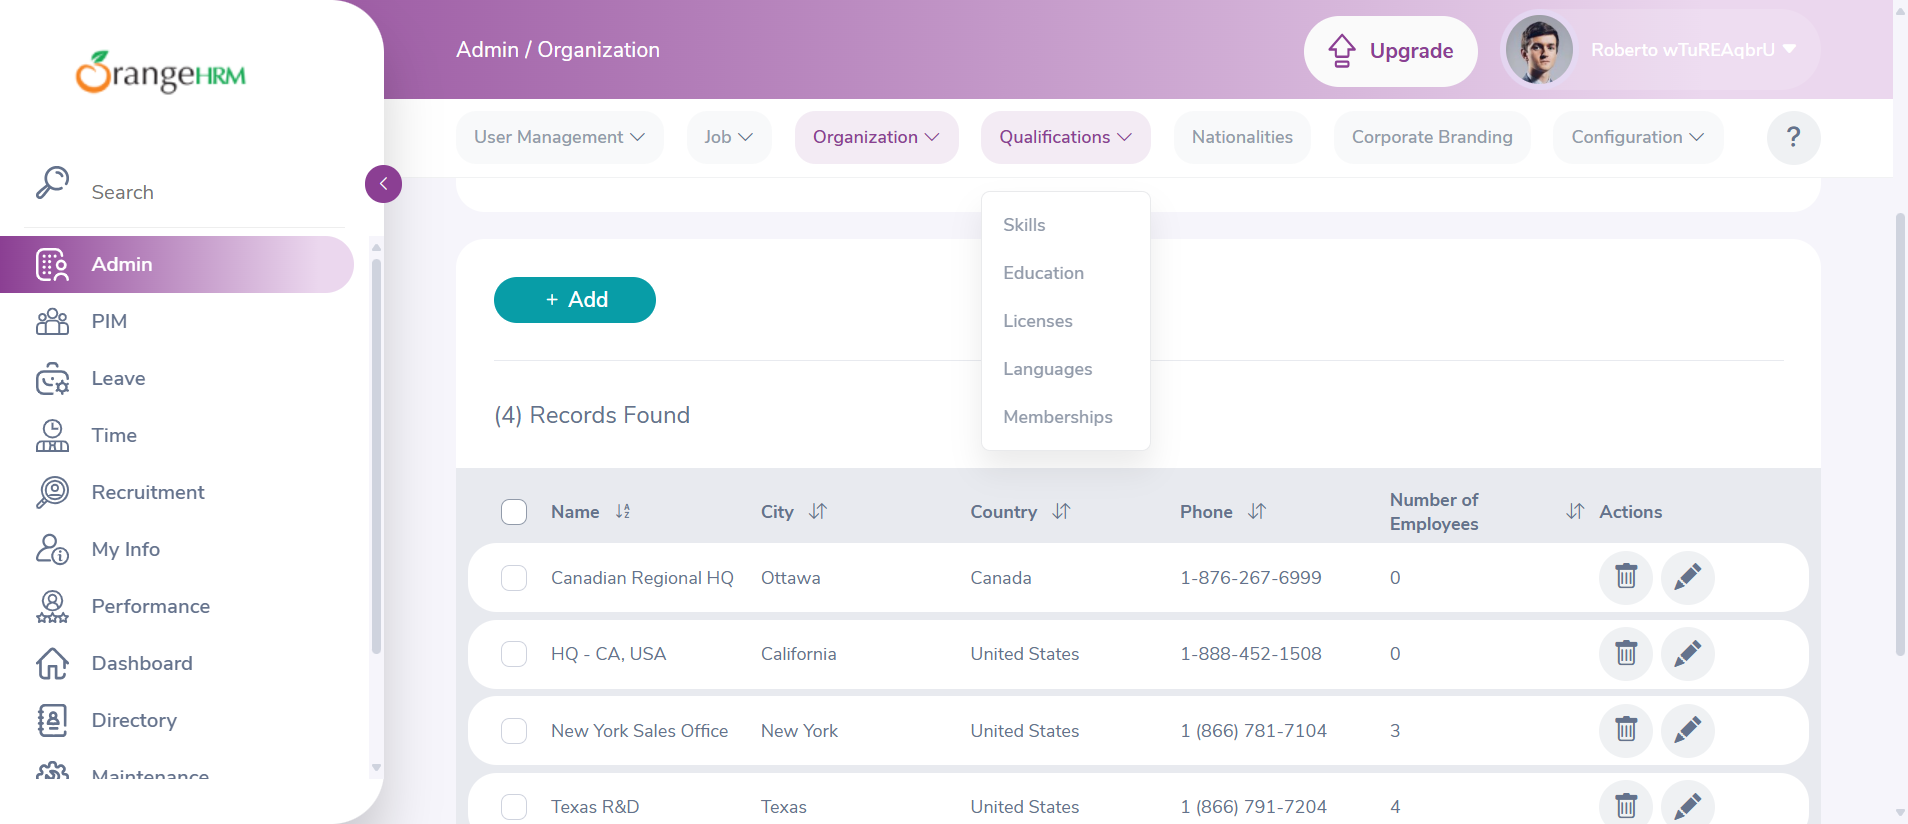 OrangeHRM
Admin / Organization
Upgrade
Roberto wTuREAqbrU
User Management
Job
Organization
Qualifications
Nationalities
Corporate Branding
Configuration
?
Search
Admin
PIM
Leave
Time
Recruitment
My Info
Performance
Dashboard
Directory
Maintenance
Skills
Education
Licenses
Languages
Memberships
+ Add
(4) Records Found
Name City Country Phone Number of Employees Actions
Canadian Regional HQ Ottawa Canada 1-876-267-6999 0
HQ - CA, USA California United States 1-888-452-1508 0
New York Sales Office New York United States 1 (866) 781-7104 3
Texas R&D Texas United States 1 (866) 791-7204 4